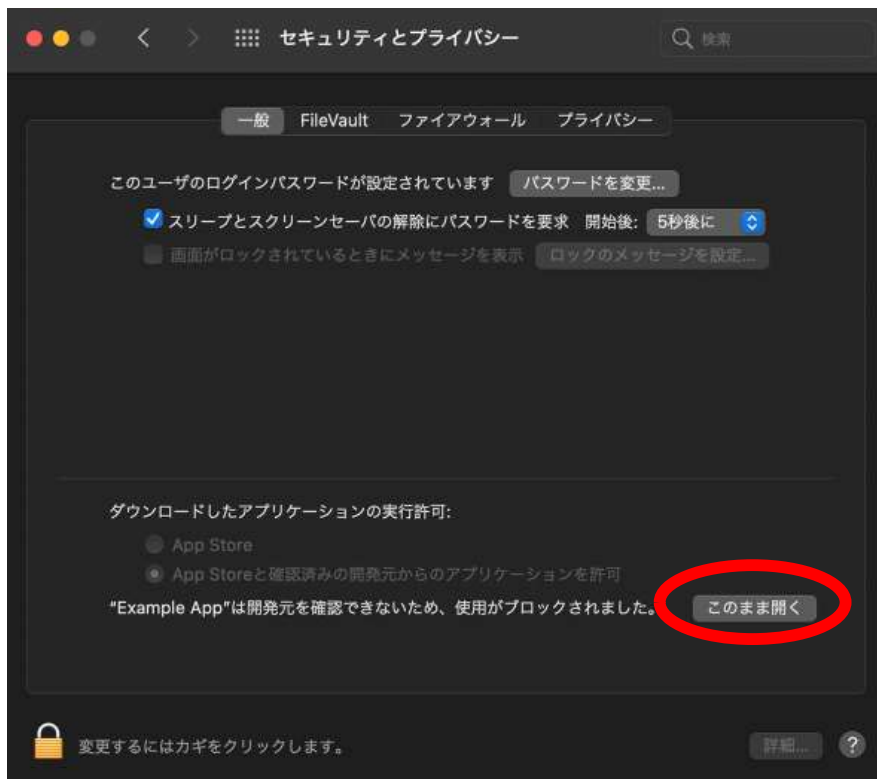 セキュリティとプライバシー
検索
一般 FileVault ファイアウォール プライバシー
このユーザのログインパスワードが設定されています パスワードを変更...
スリープとスクリーンセーバの解除にパスワードを要求 開始後: 5秒後に
画面がロックされているときにメッセージを表示 ロックのメッセージを設定...
ダウンロードしたアプリケーションの実行許可:
App Store
App Storeと確認済みの開発元からのアプリケーションを許可
"Example App"は開発元を確認できないため、使用がブロックされました。 このまま開く
変更するにはカギをクリックします。 詳細... ?